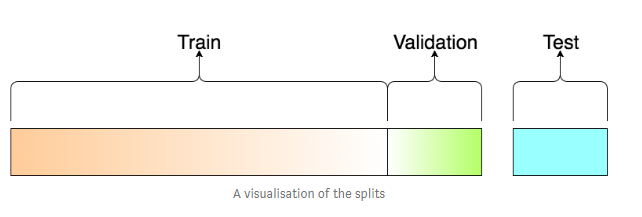 Train
Validation
Test
A visualisation of the splits